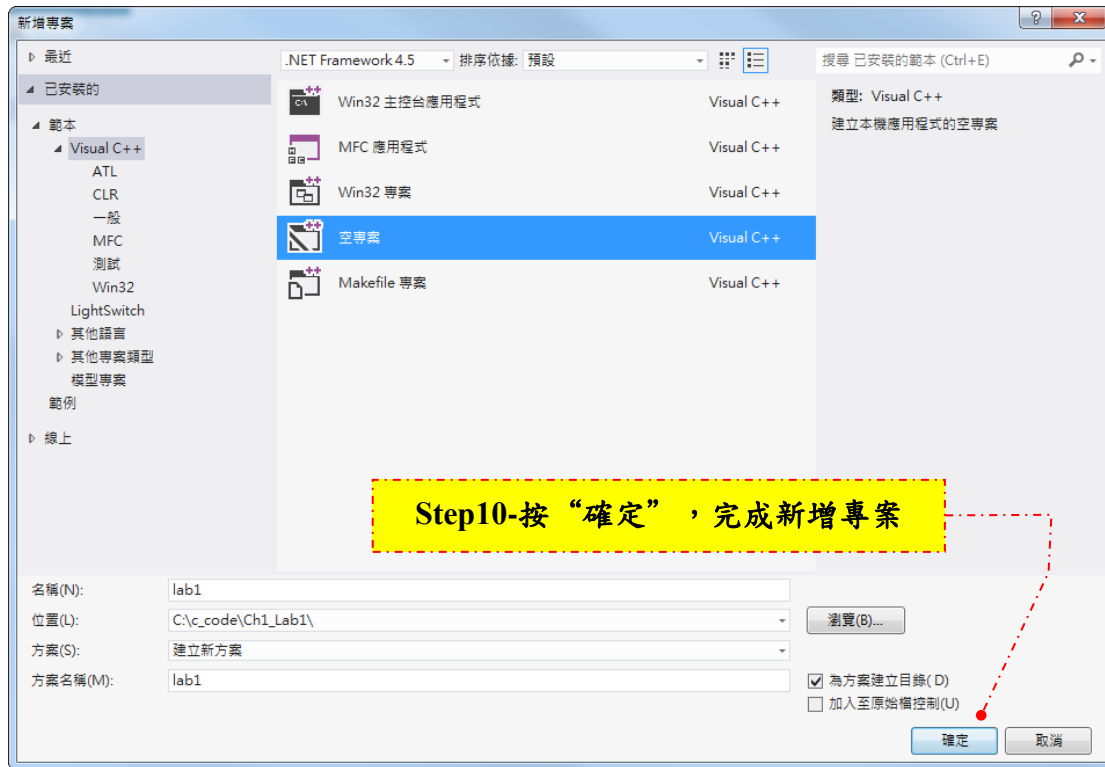 新增專案
最近
.NET Framework 4.5 排序依據: 預設
搜尋 已安裝的範本 (Ctrl+E)
已安裝的
範本
Visual C++
ATL
CLR
一般
MFC
測試
Win32
LightSwitch
其他語言
其他專案類型
模型專案
範例
線上
Win32 主控台應用程式 Visual C++
MFC 應用程式 Visual C++
Win32 專案 Visual C++
空專案 Visual C++
Makefile 專案 Visual C++
類型: Visual C++
建立本機應用程式的空專案
Step10-按“確定”，完成新增專案
名稱(N): lab1
位置(L): C:\c_code\Ch1_Lab1\ 瀏覽(B)...
方案(S): 建立新方案
方案名稱(M): lab1
為方案建立目錄( D)
加入至原始檔控制(U)
確定 取消